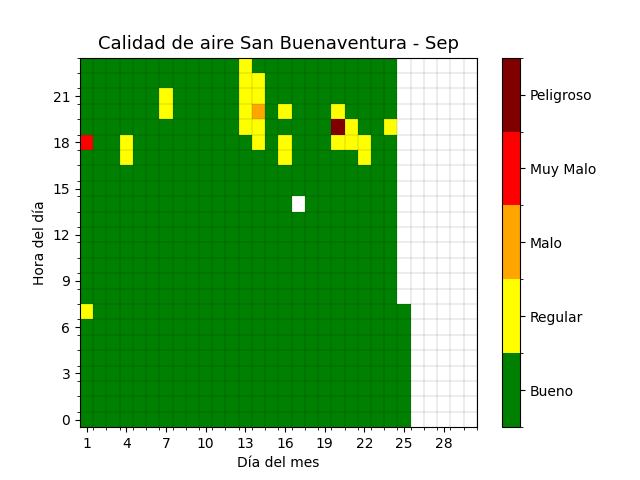 Calidad de aire San Buenaventura - Sep
Hora del día
21
18
15
12
9
6
3
0
1 4 7 10 13 16 19 22 25 28
Día del mes
Peligroso
Muy Malo
Malo
Regular
Bueno